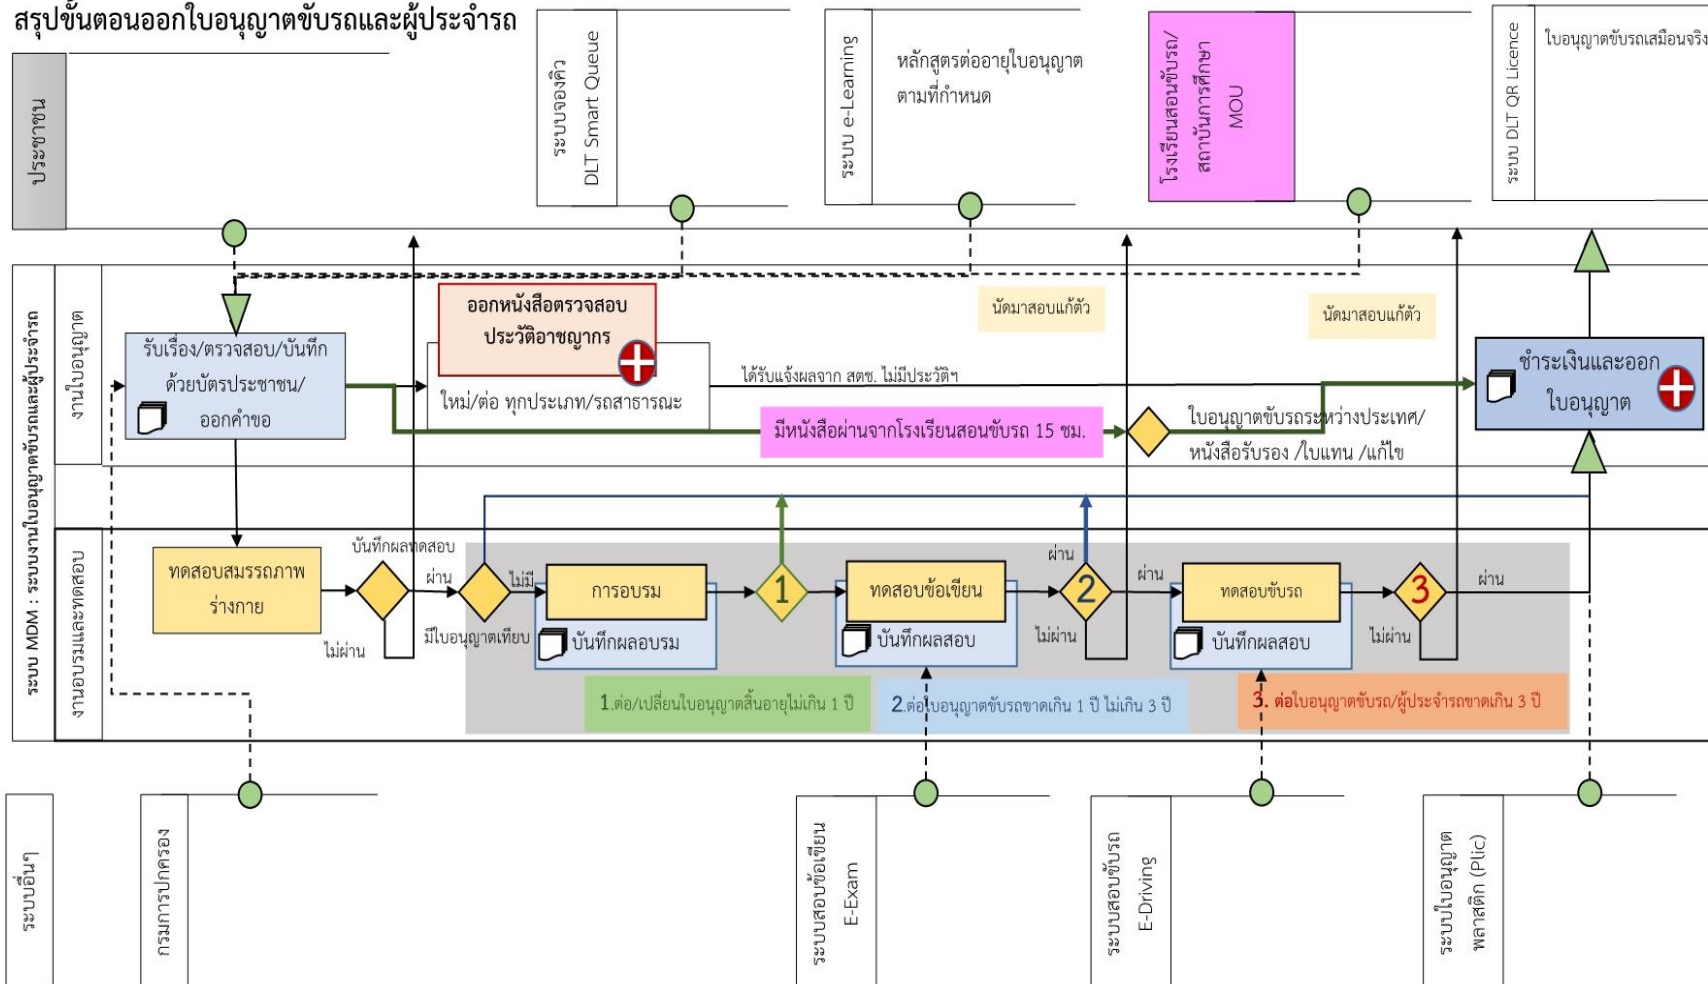 สรุปขั้นตอนออกใบอนุญาตขับรถและผู้ประจำรถ
ประชาชน
ระบบจองคิว
DLT Smart Queue
ระบบ e-Learning
หลักสูตรต่ออายุใบอนุญาต
ตามที่กำหนด
โรงเรียนสอนขับรถ/
สถาบันการศึกษา
MOU
ระบบ DLT QR Licence
ใบอนุญาตขับรถเสมือนจริง
ระบบ MDM : ระบบงานใบอนุญาตขับรถและผู้ประจำรถ
งานใบอนุญาต
รับเรื่อง/ตรวจสอบ/บันทึก
ด้วยบัตรประชาชน/
ออกคำขอ
ออกหนังสือตรวจสอบ
ประวัติอาชญากร
ใหม่/ต่อ ทุกประเภท/รถสาธารณะ
ได้รับแจ้งผลจาก สตช. ไม่มีประวัติฯ
นัดมาสอบแก้ตัว
นัดมาสอบแก้ตัว
มีหนังสือผ่านจากโรงเรียนสอนขับรถ 15 ชม.
ใบอนุญาตขับรถระหว่างประเทศ/
หนังสือรับรอง /ใบแทน /แก้ไข
ชำระเงินและออก
ใบอนุญาต
งานอบรมและทดสอบ
ทดสอบสมรรถภาพ
ร่างกาย
บันทึกผลทดสอบ
ผ่าน
ไม่ผ่าน
ไม่มี
มีใบอนุญาตเทียบ
การอบรม
บันทึกผลอบรม
1
ทดสอบข้อเขียน
บันทึกผลสอบ
ผ่าน
2
ผ่าน
ไม่ผ่าน
ทดสอบขับรถ
บันทึกผลสอบ
3
ผ่าน
ไม่ผ่าน
1.ต่อ/เปลี่ยนใบอนุญาตสิ้นอายุไม่เกิน 1 ปี
2.ต่อใบอนุญาตขับรถขาดเกิน 1 ปี ไม่เกิน 3 ปี
3. ต่อใบอนุญาตขับรถ/ผู้ประจำรถขาดเกิน 3 ปี
ระบบอื่นๆ
กรมการปกครอง
ระบบสอบข้อเขียน
E-Exam
ระบบสอบขับรถ
E-Driving
ระบบใบอนุญาต
พลาสติก (Plic)